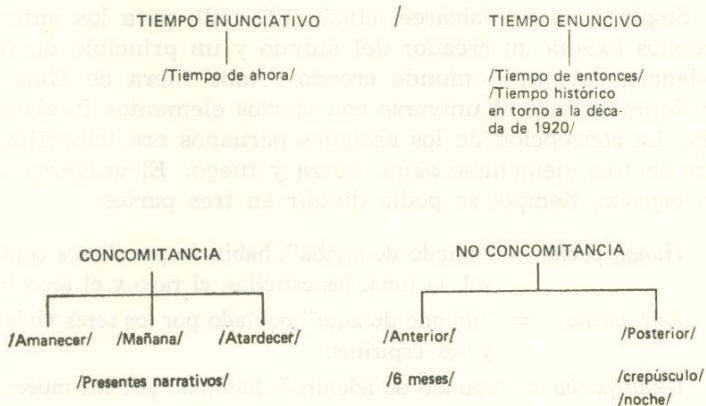 TIEMPO ENUNCIATIVO / TIEMPO ENUNCIVO
/Tiempo de ahora/
/Tiempo de entonces/
/Tiempo histórico
en torno a la déca-
da de 1920/
CONCOMITANCIA
NO CONCOMITANCIA
/Amanecer/ /Mañana/ /Atardecer/
/Anterior/ /Posterior/
/Presentes narrativos/
/6 meses/
/crepúsculo/
/noche/